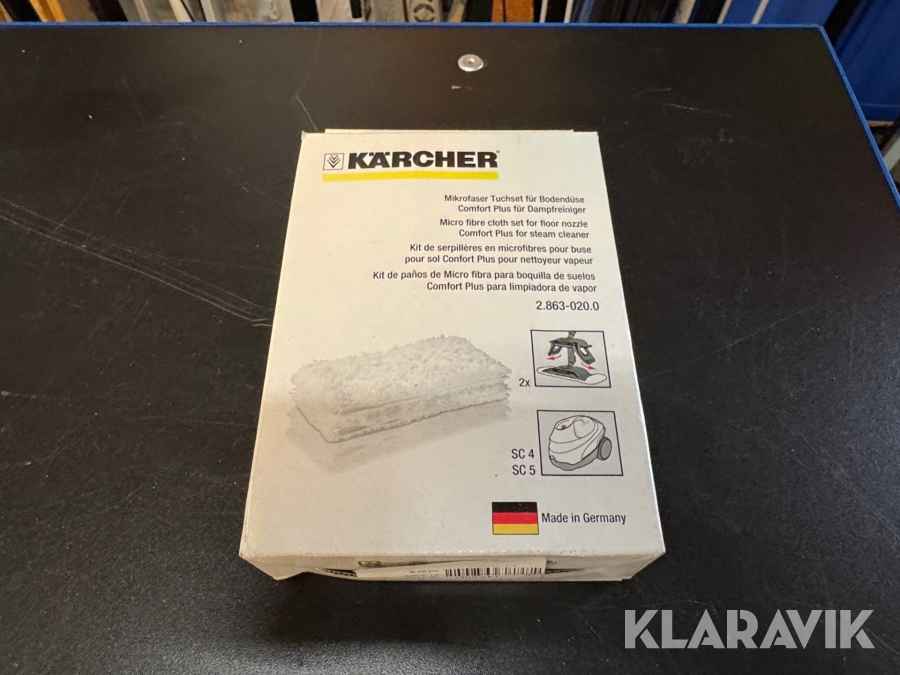 KÄRCHER®
Mikrofaser Tuchset für Bodendüse
Comfort Plus für Dampfreiniger
Micro fibre cloth set for floor nozzle
Comfort Plus for steam cleaner
Kit de serpillères en microfibres pour buse
pour sol Confort Plus pour nettoyeur vapeur
Kit de paños de Micro fibra para boquilla de suelos
Comfort Plus para limpiadora de vapor
2.863-020.0
2x
SC 4
SC 5
Made in Germany
KLARAVIK